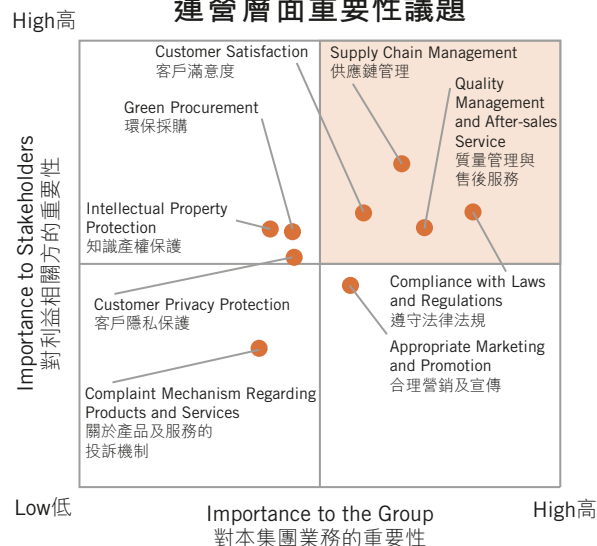 運營層面重要性議題
High高
Customer Satisfaction
客戶滿意度
Supply Chain Management
供應鏈管理
Quality
Management
and After-sales
Service
質量管理與
售後服務
Green Procurement
環保採購
Intellectual Property
Protection
知識產權保護
Customer Privacy Protection
客戶隱私保護
Compliance with Laws
and Regulations
遵守法律法規
Appropriate Marketing
and Promotion
合理營銷及宣傳
Complaint Mechanism Regarding
Products and Services
關於產品及服務的
投訴機制
Importance to Stakeholders
對利益相關方的重要性
Low低
Importance to the Group
對本集團業務的重要性
High高